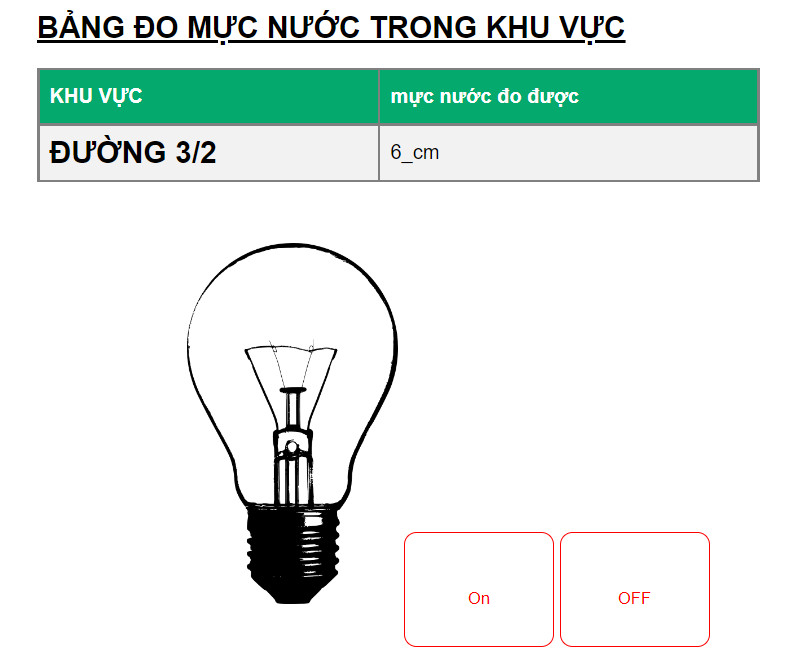 BẢNG ĐO MỰC NƯỚC TRONG KHU VỰC
KHU VỰC
mực nước đo được
ĐƯỜNG 3/2
6_cm
On
OFF